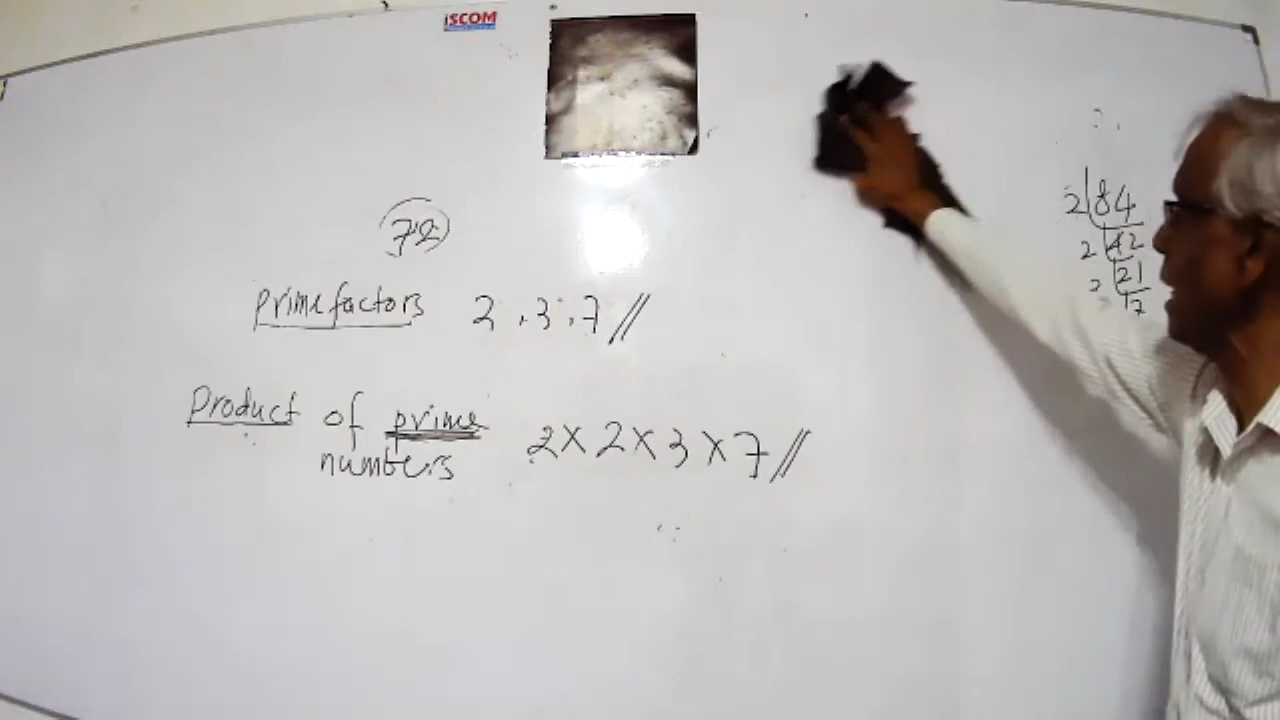 iSCOM
72
Prime factors 2, 3, 7 //
Product of prime numbers 2 × 2 × 3 × 7 //
2 84
2 42
21
7